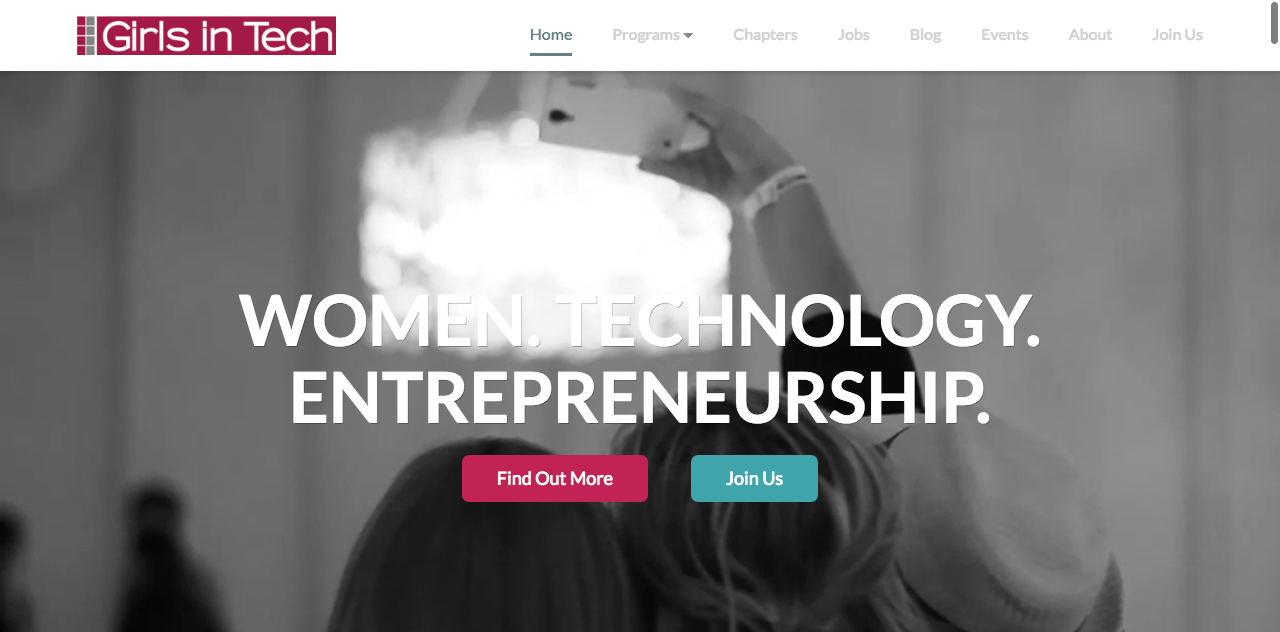 Girls in Tech
Home Programs Chapters Jobs Blog Events About Join Us
WOMEN. TECHNOLOGY.
ENTREPRENEURSHIP.
Find Out More Join Us